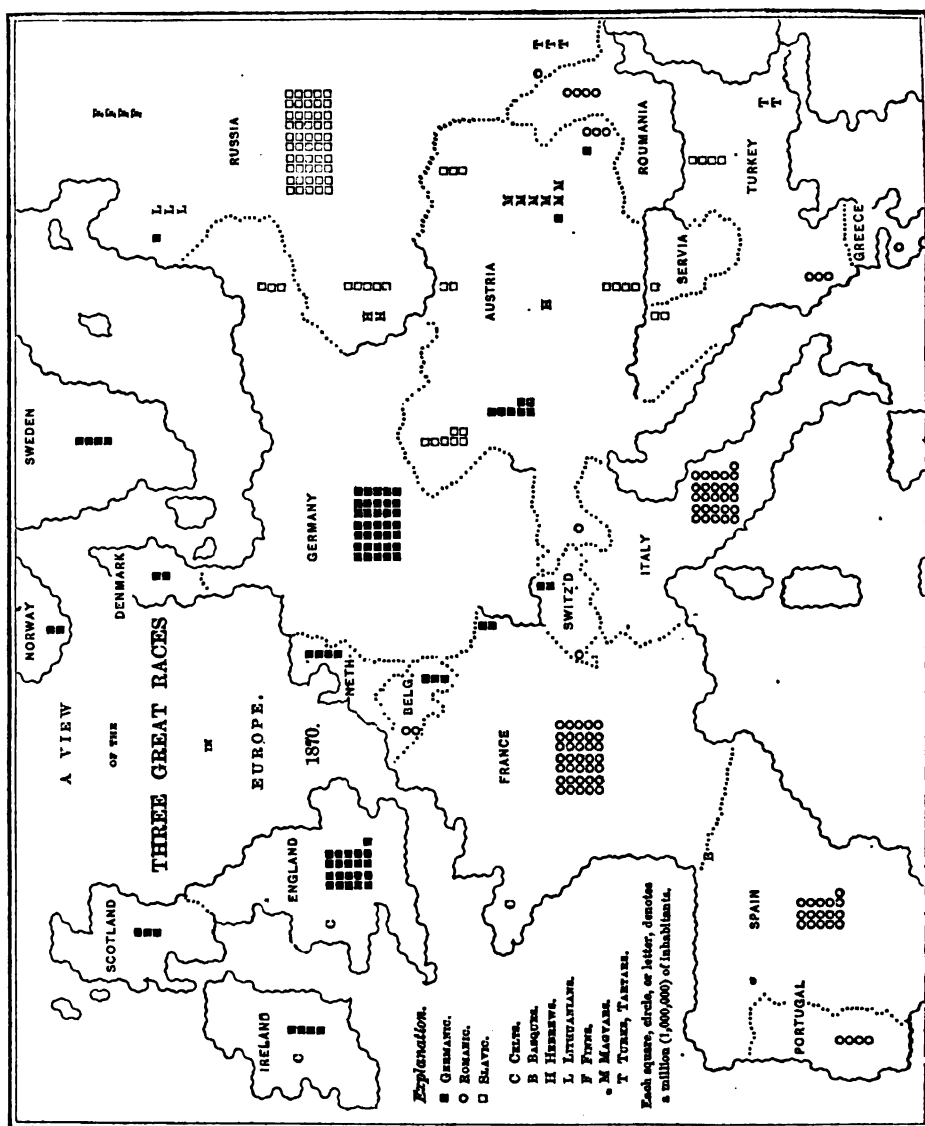 A VIEW
OF THE
THREE GREAT RACES
IN
EUROPE.
1870.
NORWAY
SWEDEN
DENMARK
RUSSIA
F F F F
L L L
SCOTLAND
IRELAND
C
ENGLAND
C
NETH.
BELG.
GERMANY
H H
AUSTRIA
H
M M M M M
T T T
ROUMANIA
SERVIA
TURKEY
T T
GREECE
FRANCE
C
SWITZ'D
ITALY
B
SPAIN
PORTUGAL
Explanation.
■ GERMANIC.
○ ROMANIC.
□ SLAVIC.
C CELTS.
B BASQUES.
H HEBREWS.
L LITHUANIANS.
F FINNS.
M MAGYARS.
T TURKS, TARTARS.
Each square, circle, or letter, denotes
a million (1,000,000) of inhabitants.